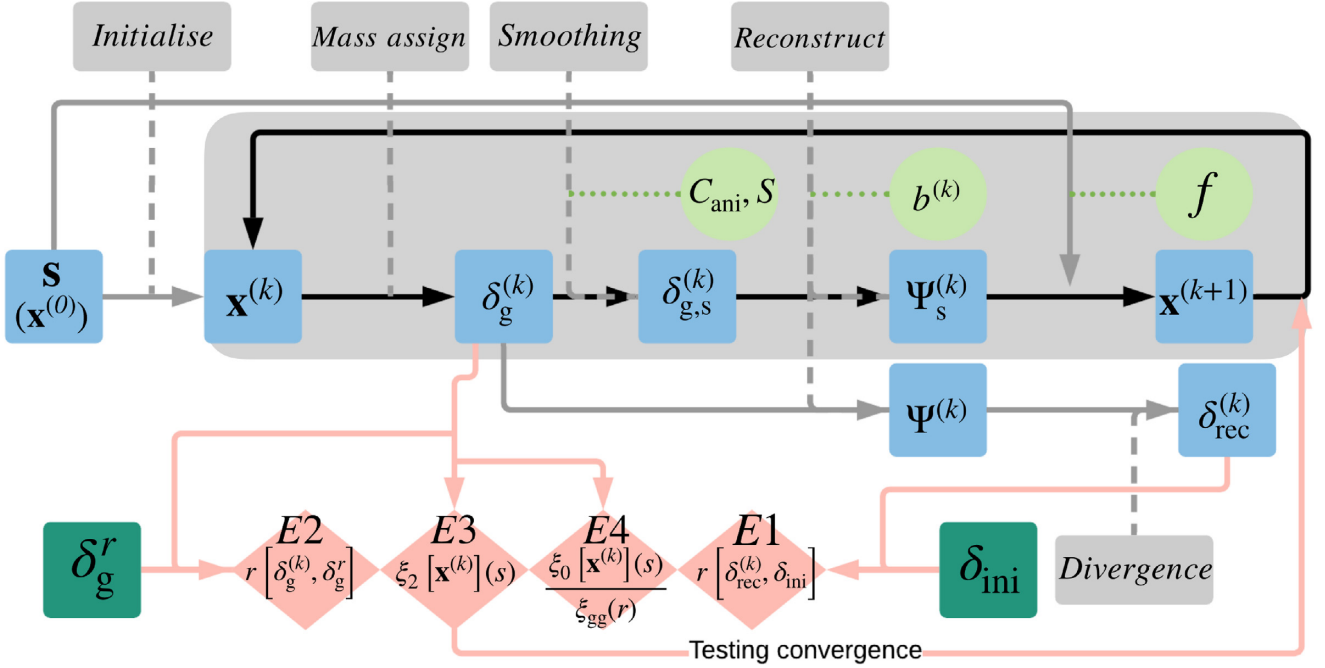 Initialise
Mass assign
Smoothing
Reconstruct
C_ani, S
b^(k)
f
s
(x^(0))
x^(k)
δ_g^(k)
δ_g,s^(k)
Ψ_s^(k)
x^(k+1)
Ψ^(k)
δ_rec^(k)
δ_g^r
E2
r [δ_g^(k), δ_g^r]
E3
ξ_2 [x^(k)](s)
E4
ξ_0 [x^(k)](s)
ξ_gg(r)
E1
r [δ_rec^(k), δ_ini]
δ_ini
Divergence
Testing convergence